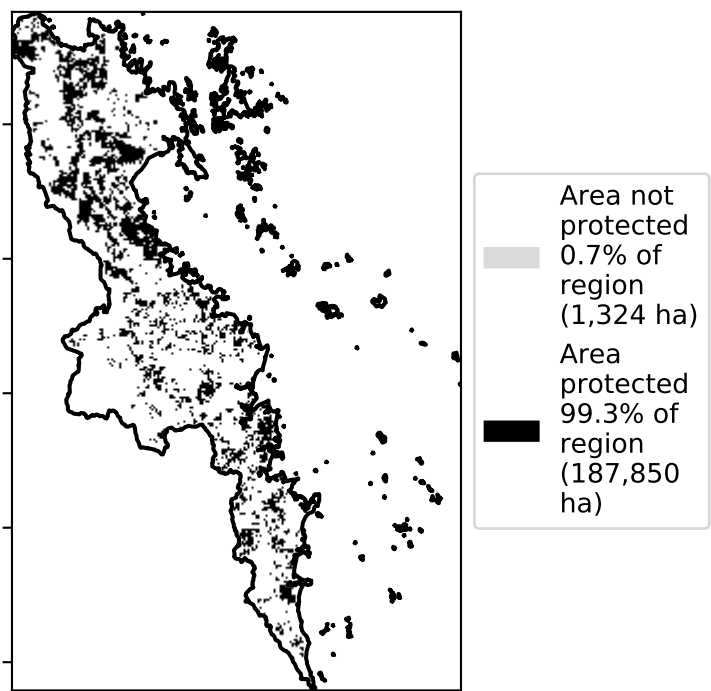 Area not
protected
0.7% of
region
(1,324 ha)
Area
protected
99.3% of
region
(187,850
ha)